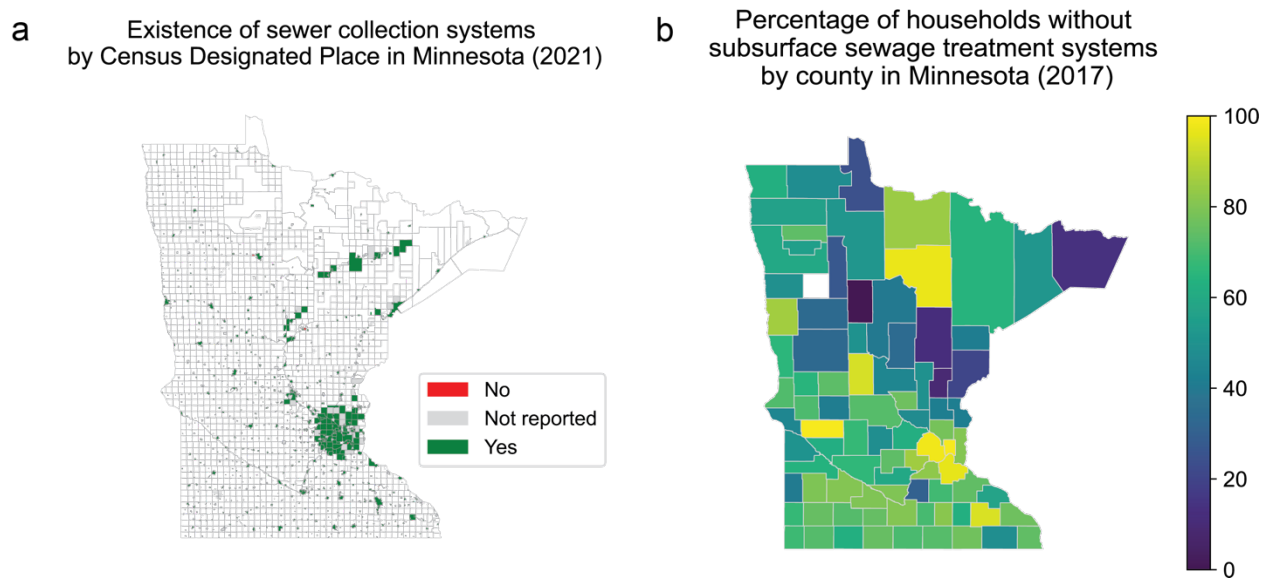 a
Existence of sewer collection systems
by Census Designated Place in Minnesota (2021)
No
Not reported
Yes
b
Percentage of households without
subsurface sewage treatment systems
by county in Minnesota (2017)
100
80
60
40
20
0